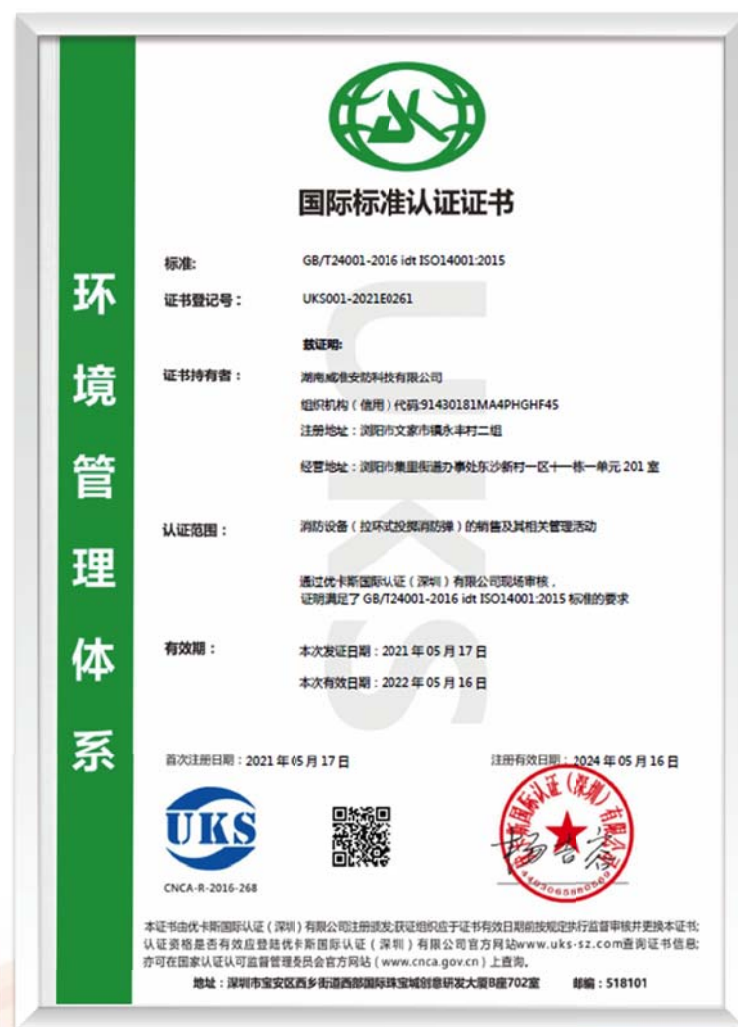 国际标准认证证书
环境管理体系
标准:
GB/T24001-2016 idt ISO14001:2015
证书登记号：
UKS001-2021E0261
兹证明:
证书持有者：
湖南威准安防科技有限公司
组织机构（信用）代码:91430181MA4PHGHF45
注册地址：浏阳市文家市镇永丰村二组
经营地址：浏阳市集里街道办事处东沙新村一区十一栋一单元 201 室
认证范围：
消防设备（拉环式投掷消防弹）的销售及其相关管理活动
通过优卡斯国际认证（深圳）有限公司现场审核，
证明满足了 GB/T24001-2016 idt ISO14001:2015 标准的要求
有效期：
本次发证日期：2021 年 05 月 17 日
本次有效日期：2022 年 05 月 16 日
首次注册日期：2021 年 05 月 17 日
注册有效日期：2024 年 05 月 16 日
UKS
UKS
CNCA-R-2016-268
优卡斯国际认证（深圳）有限公司
本证书由优卡斯国际认证（深圳）有限公司注册颁发;获证组织应于证书有效日期前按规定执行监督审核并更换本证书;
认证资格是否有效应登陆优卡斯国际认证（深圳）有限公司官方网站www.uks-sz.com查询证书信息;
亦可在国家认证认可监督管理委员会官方网站（www.cnca.gov.cn）上查询。
地址：深圳市宝安区西乡街道西部国际珠宝城创意研发大厦B座702室 邮编：518101